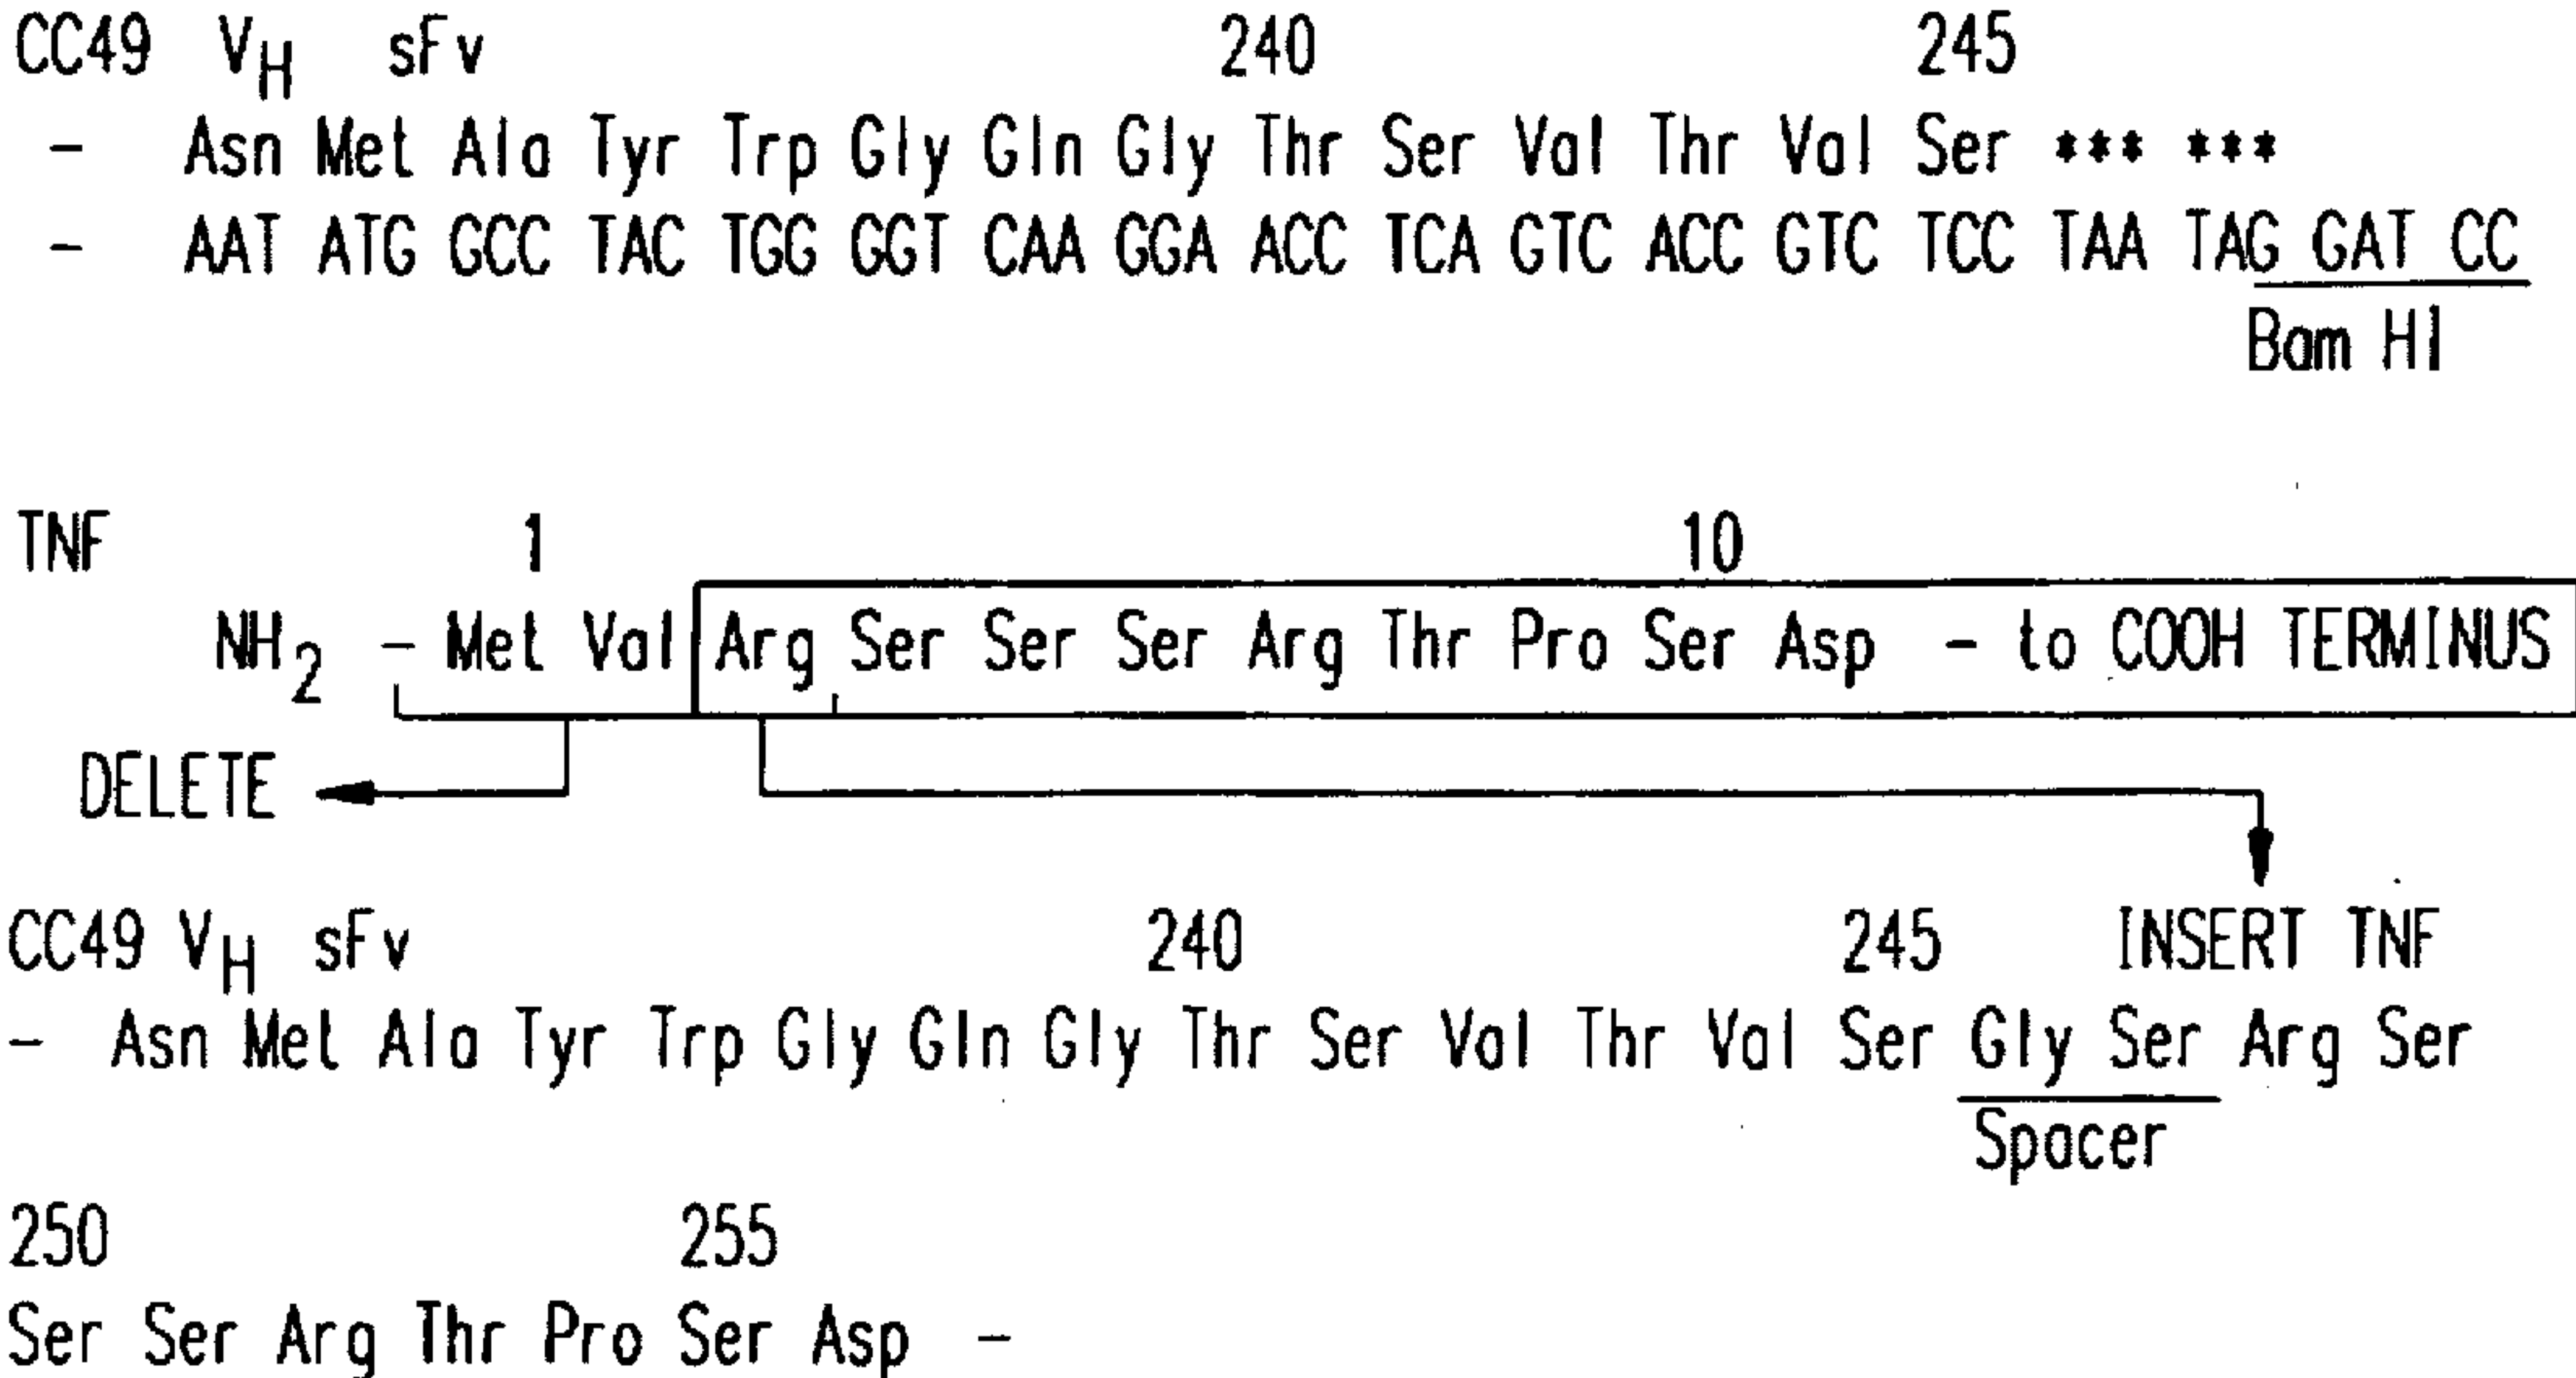 CC49 VH sFv 240 245
- Asn Met Ala Tyr Trp Gly Gln Gly Thr Ser Val Thr Val Ser *** ***
- AAT ATG GCC TAC TGG GGT CAA GGA ACC TCA GTC ACC GTC TCC TAA TAG GAT CC
Bam HI
TNF 1 10
NH2 - Met Val Arg Ser Ser Ser Arg Thr Pro Ser Asp - to COOH TERMINUS
DELETE
CC49 VH sFv 240 245 INSERT TNF
- Asn Met Ala Tyr Trp Gly Gln Gly Thr Ser Val Thr Val Ser Gly Ser Arg Ser
Spacer
250 255
Ser Ser Arg Thr Pro Ser Asp -